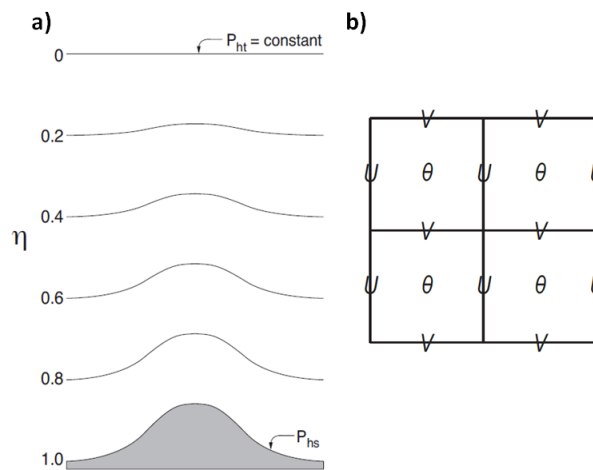 a)
P_ht = constant
0
0.2
0.4
η
0.6
0.8
1.0
P_hs
b)
V V
U θ U θ U
V V
U θ U θ U
V V